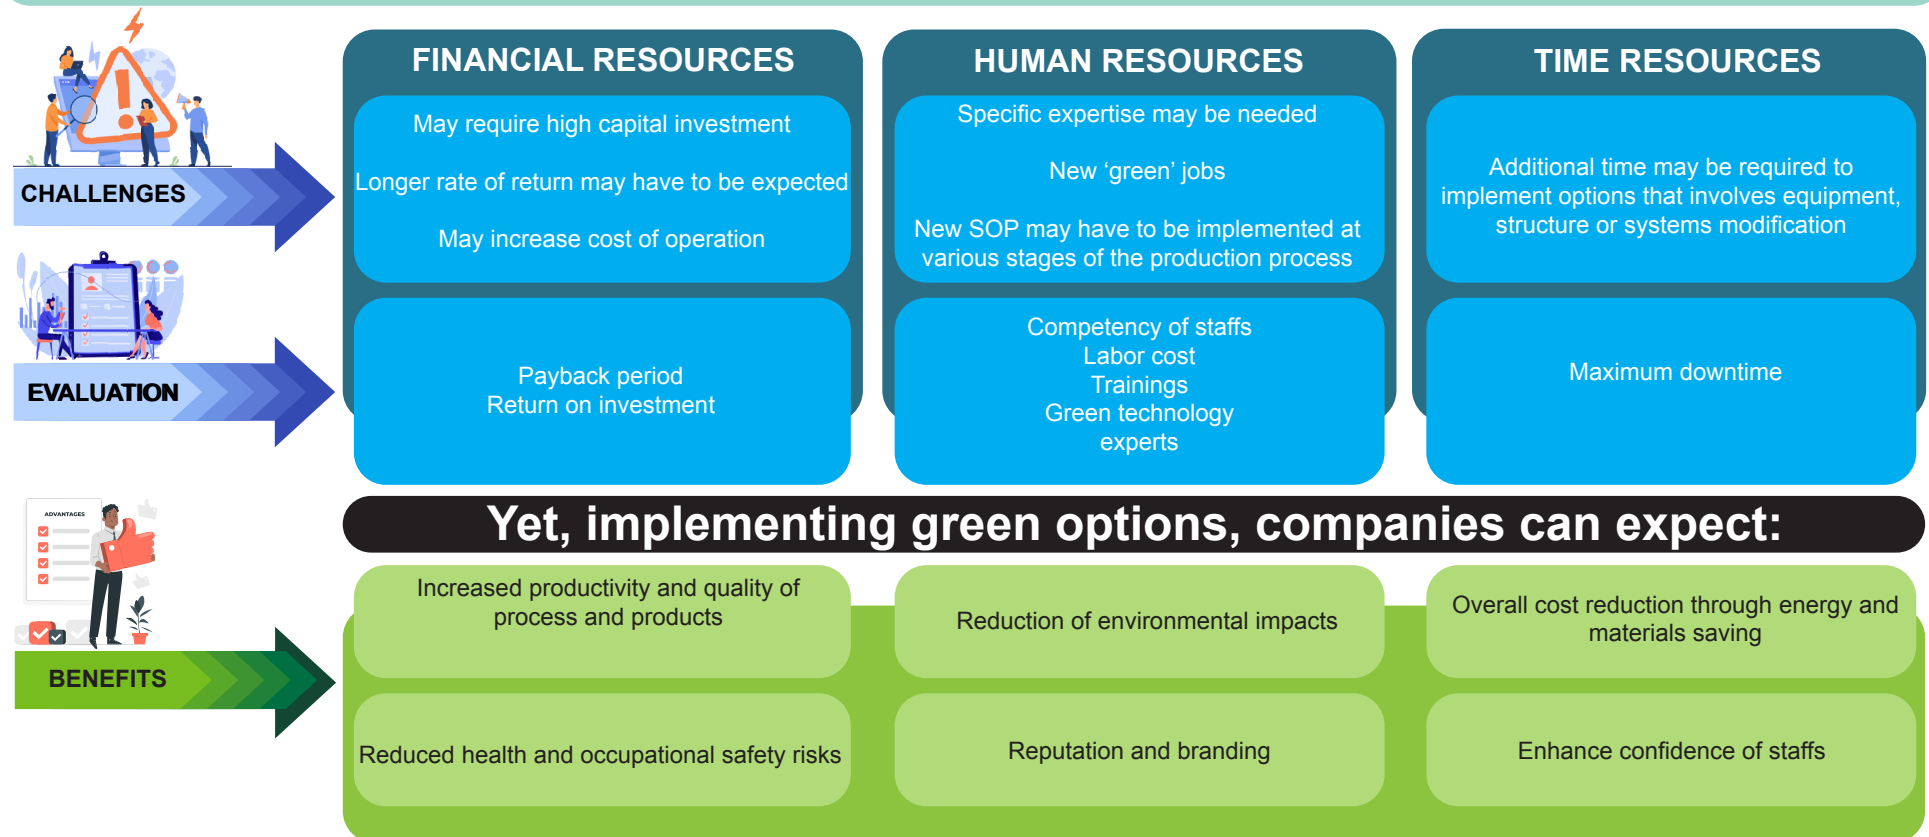 FINANCIAL RESOURCES
HUMAN RESOURCES
TIME RESOURCES
CHALLENGES
May require high capital investment
Longer rate of return may have to be expected
May increase cost of operation
Specific expertise may be needed
New ‘green’ jobs
New SOP may have to be implemented at
various stages of the production process
Additional time may be required to
implement options that involves equipment,
structure or systems modification
EVALUATION
Payback period
Return on investment
Competency of staffs
Labor cost
Trainings
Green technology
experts
Maximum downtime
Yet, implementing green options, companies can expect:
ADVANTAGES
BENEFITS
Increased productivity and quality of
process and products
Reduction of environmental impacts
Overall cost reduction through energy and
materials saving
Reduced health and occupational safety risks
Reputation and branding
Enhance confidence of staffs